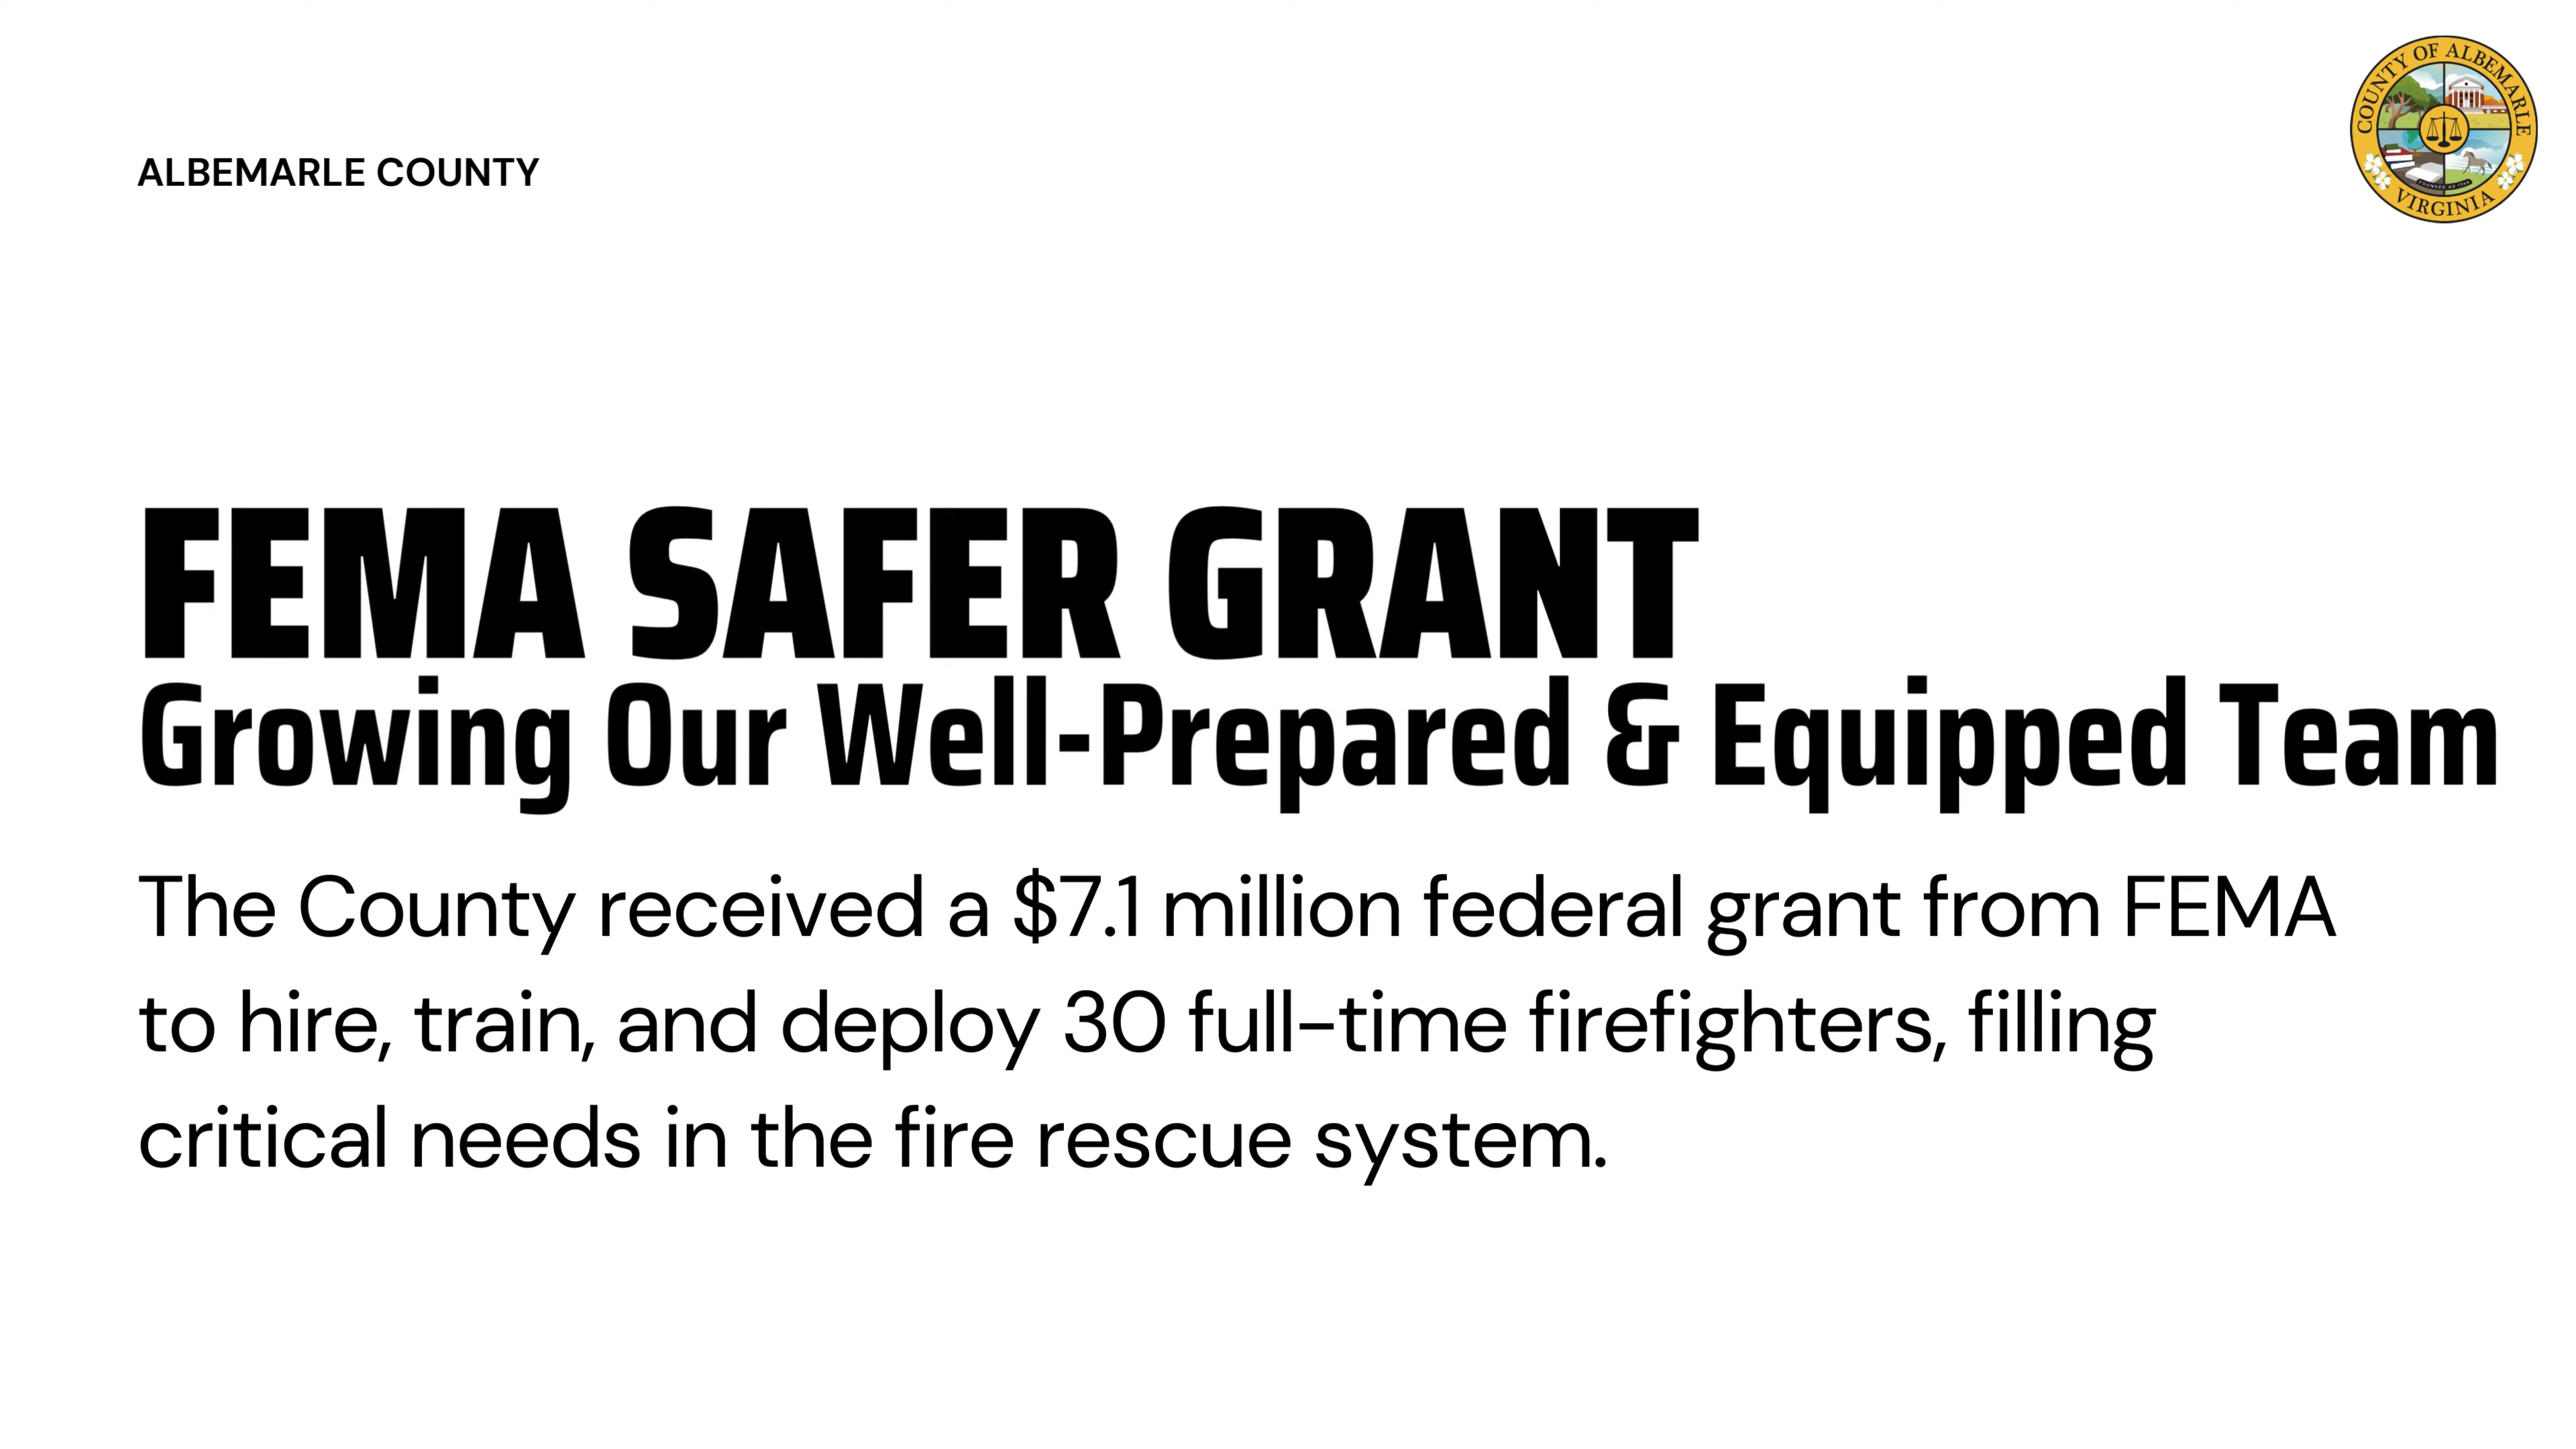 COUNTY OF ALBEMARLE
VIRGINIA
ALBEMARLE COUNTY
FEMA SAFER GRANT
Growing Our Well-Prepared & Equipped Team
The County received a $7.1 million federal grant from FEMA
to hire, train, and deploy 30 full-time firefighters, filling
critical needs in the fire rescue system.